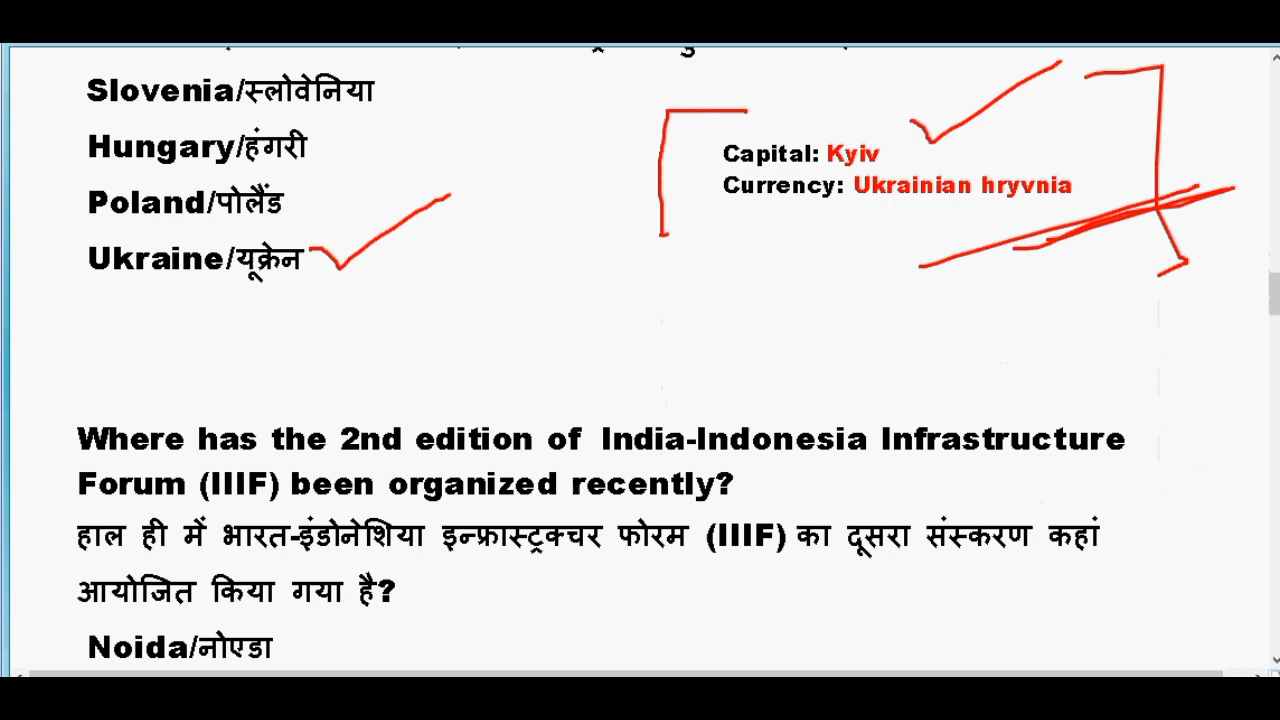 Slovenia/स्लोवेनिया
Hungary/हंगरी
Poland/पोलैंड
Ukraine/यूक्रेन
Capital: Kyiv
Currency: Ukrainian hryvnia
Where has the 2nd edition of India-Indonesia Infrastructure
Forum (IIIF) been organized recently?
हाल ही में भारत-इंडोनेशिया इन्फ्रास्ट्रक्चर फोरम (IIIF) का दूसरा संस्करण कहां
आयोजित किया गया है?
Noida/नोएडा